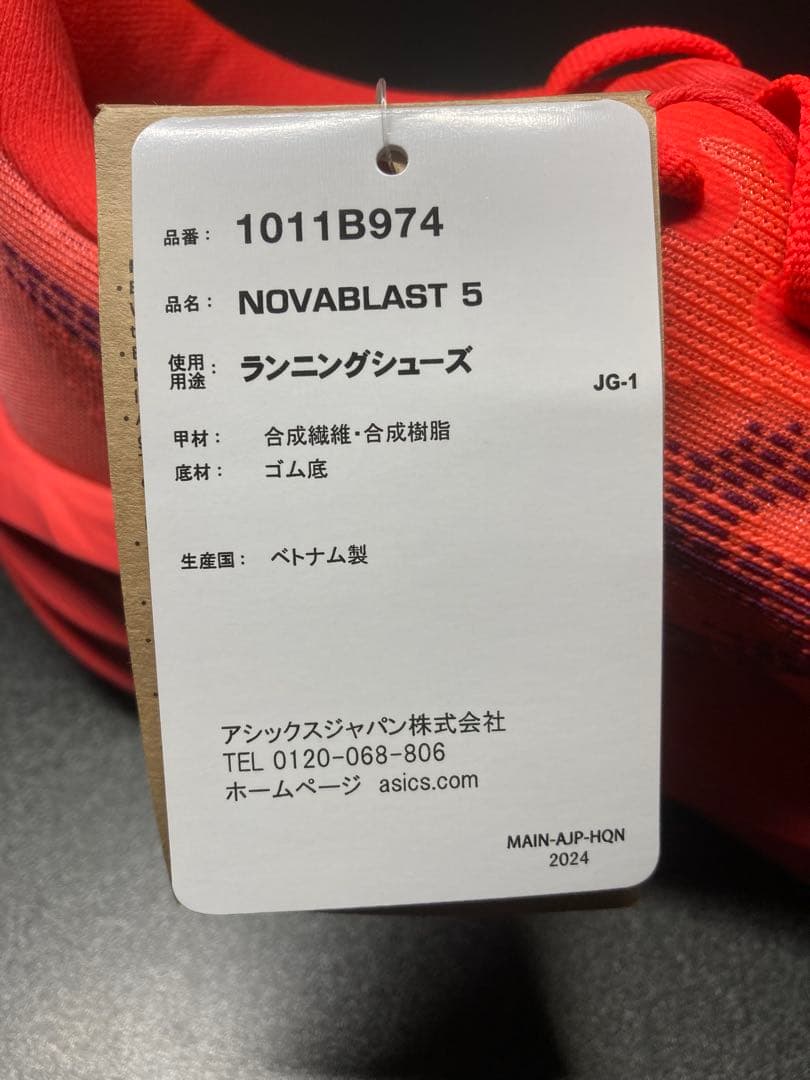 品番： 1011B974
品名： NOVABLAST 5
使用用途： ランニングシューズ
JG-1
甲材： 合成繊維・合成樹脂
底材： ゴム底
生産国： ベトナム製
アシックスジャパン株式会社
TEL 0120-068-806
ホームページ asics.com
MAIN-AJP-HQN
2024